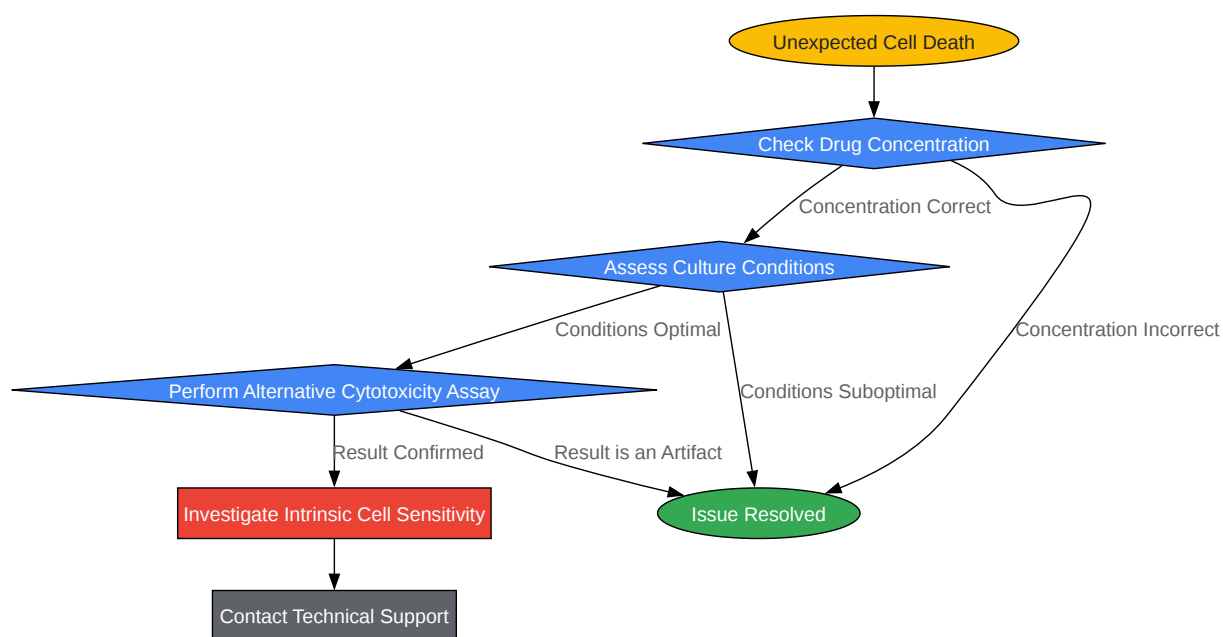 Unexpected Cell Death
Check Drug Concentration
Concentration Correct
Assess Culture Conditions
Conditions Optimal
Concentration Incorrect
Perform Alternative Cytotoxicity Assay
Conditions Suboptimal
Result Confirmed
Result is an Artifact
Investigate Intrinsic Cell Sensitivity
Issue Resolved
Contact Technical Support